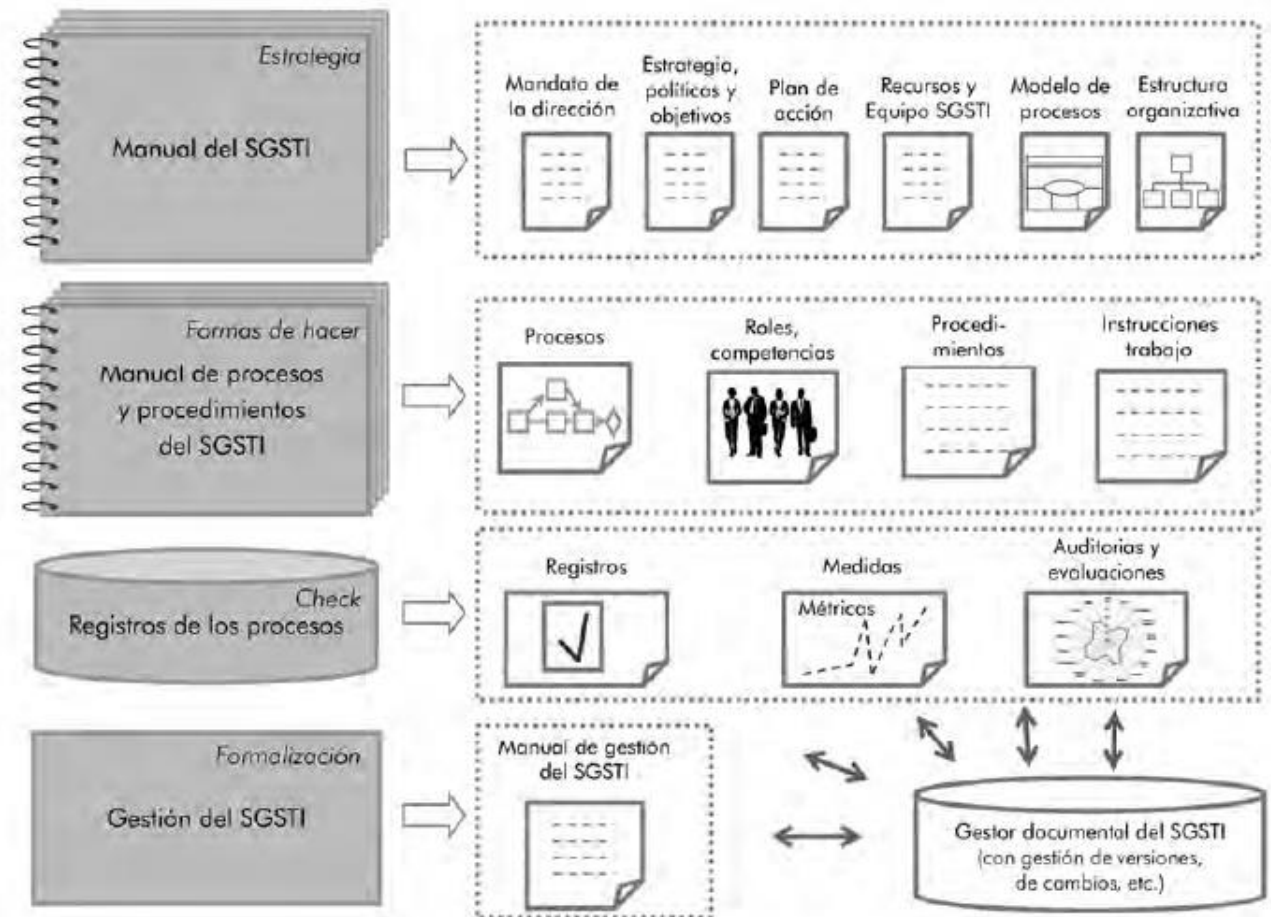 Estrategia
Manual del SGSTI
Mandato de
la dirección
Estrategia,
políticas y
objetivos
Plan de
acción
Recursos y
Equipo SGSTI
Modelo de
procesos
Estructura
organizativa
Formas de hacer
Manual de procesos
y procedimientos
del SGSTI
Procesos
Roles,
competencias
Procedi-
mientos
Instrucciones
trabajo
Check
Registros de los procesos
Registros
Medidas
Métricas
Auditorias y
evaluaciones
Formalización
Gestión del SGSTI
Manual de gestión
del SGSTI
Gestor documental del SGSTI
(con gestión de versiones,
de cambios, etc.)